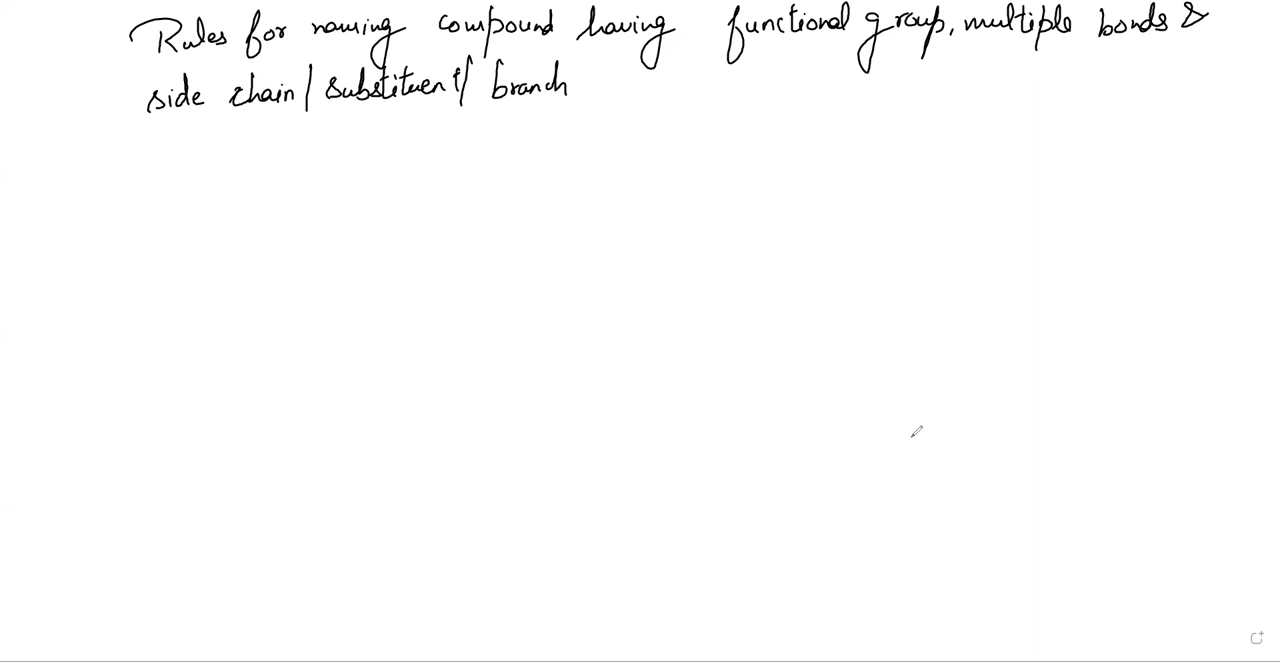 Rules for naming compound having functional group, multiple bonds &
side chain / substituent / branch